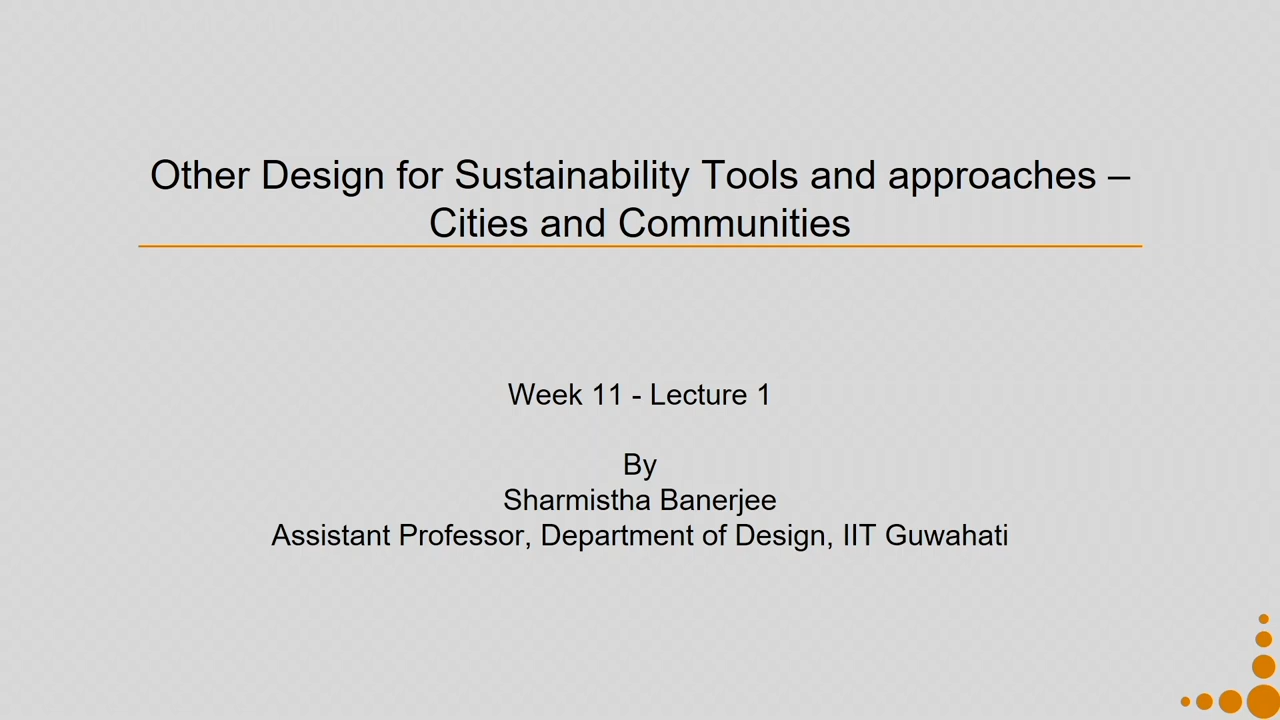 Other Design for Sustainability Tools and approaches –
Cities and Communities
Week 11 - Lecture 1
By
Sharmistha Banerjee
Assistant Professor, Department of Design, IIT Guwahati